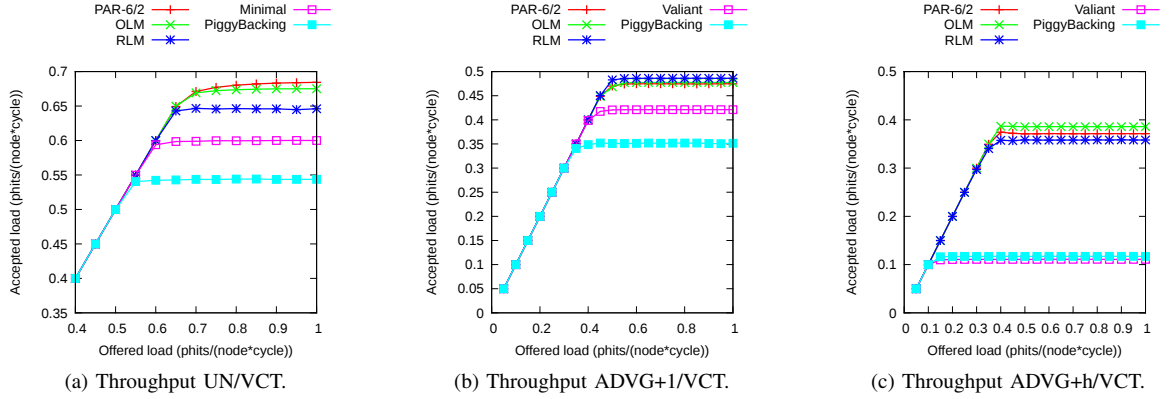 PAR-6/2
OLM
RLM
Minimal
PiggyBacking
Accepted load (phits/(node*cycle))
0.7
0.65
0.6
0.55
0.5
0.45
0.4
0.35
0.4 0.5 0.6 0.7 0.8 0.9 1
Offered load (phits/(node*cycle))
(a) Throughput UN/VCT.
PAR-6/2
OLM
RLM
Valiant
PiggyBacking
Accepted load (phits/(node*cycle))
0.5
0.45
0.4
0.35
0.3
0.25
0.2
0.15
0.1
0.05
0
0 0.2 0.4 0.6 0.8 1
Offered load (phits/(node*cycle))
(b) Throughput ADVG+1/VCT.
PAR-6/2
OLM
RLM
Valiant
PiggyBacking
Accepted load (phits/(node*cycle))
0.5
0.4
0.3
0.2
0.1
0
0 0.1 0.2 0.3 0.4 0.5 0.6 0.7 0.8 0.9 1
Offered load (phits/(node*cycle))
(c) Throughput ADVG+h/VCT.